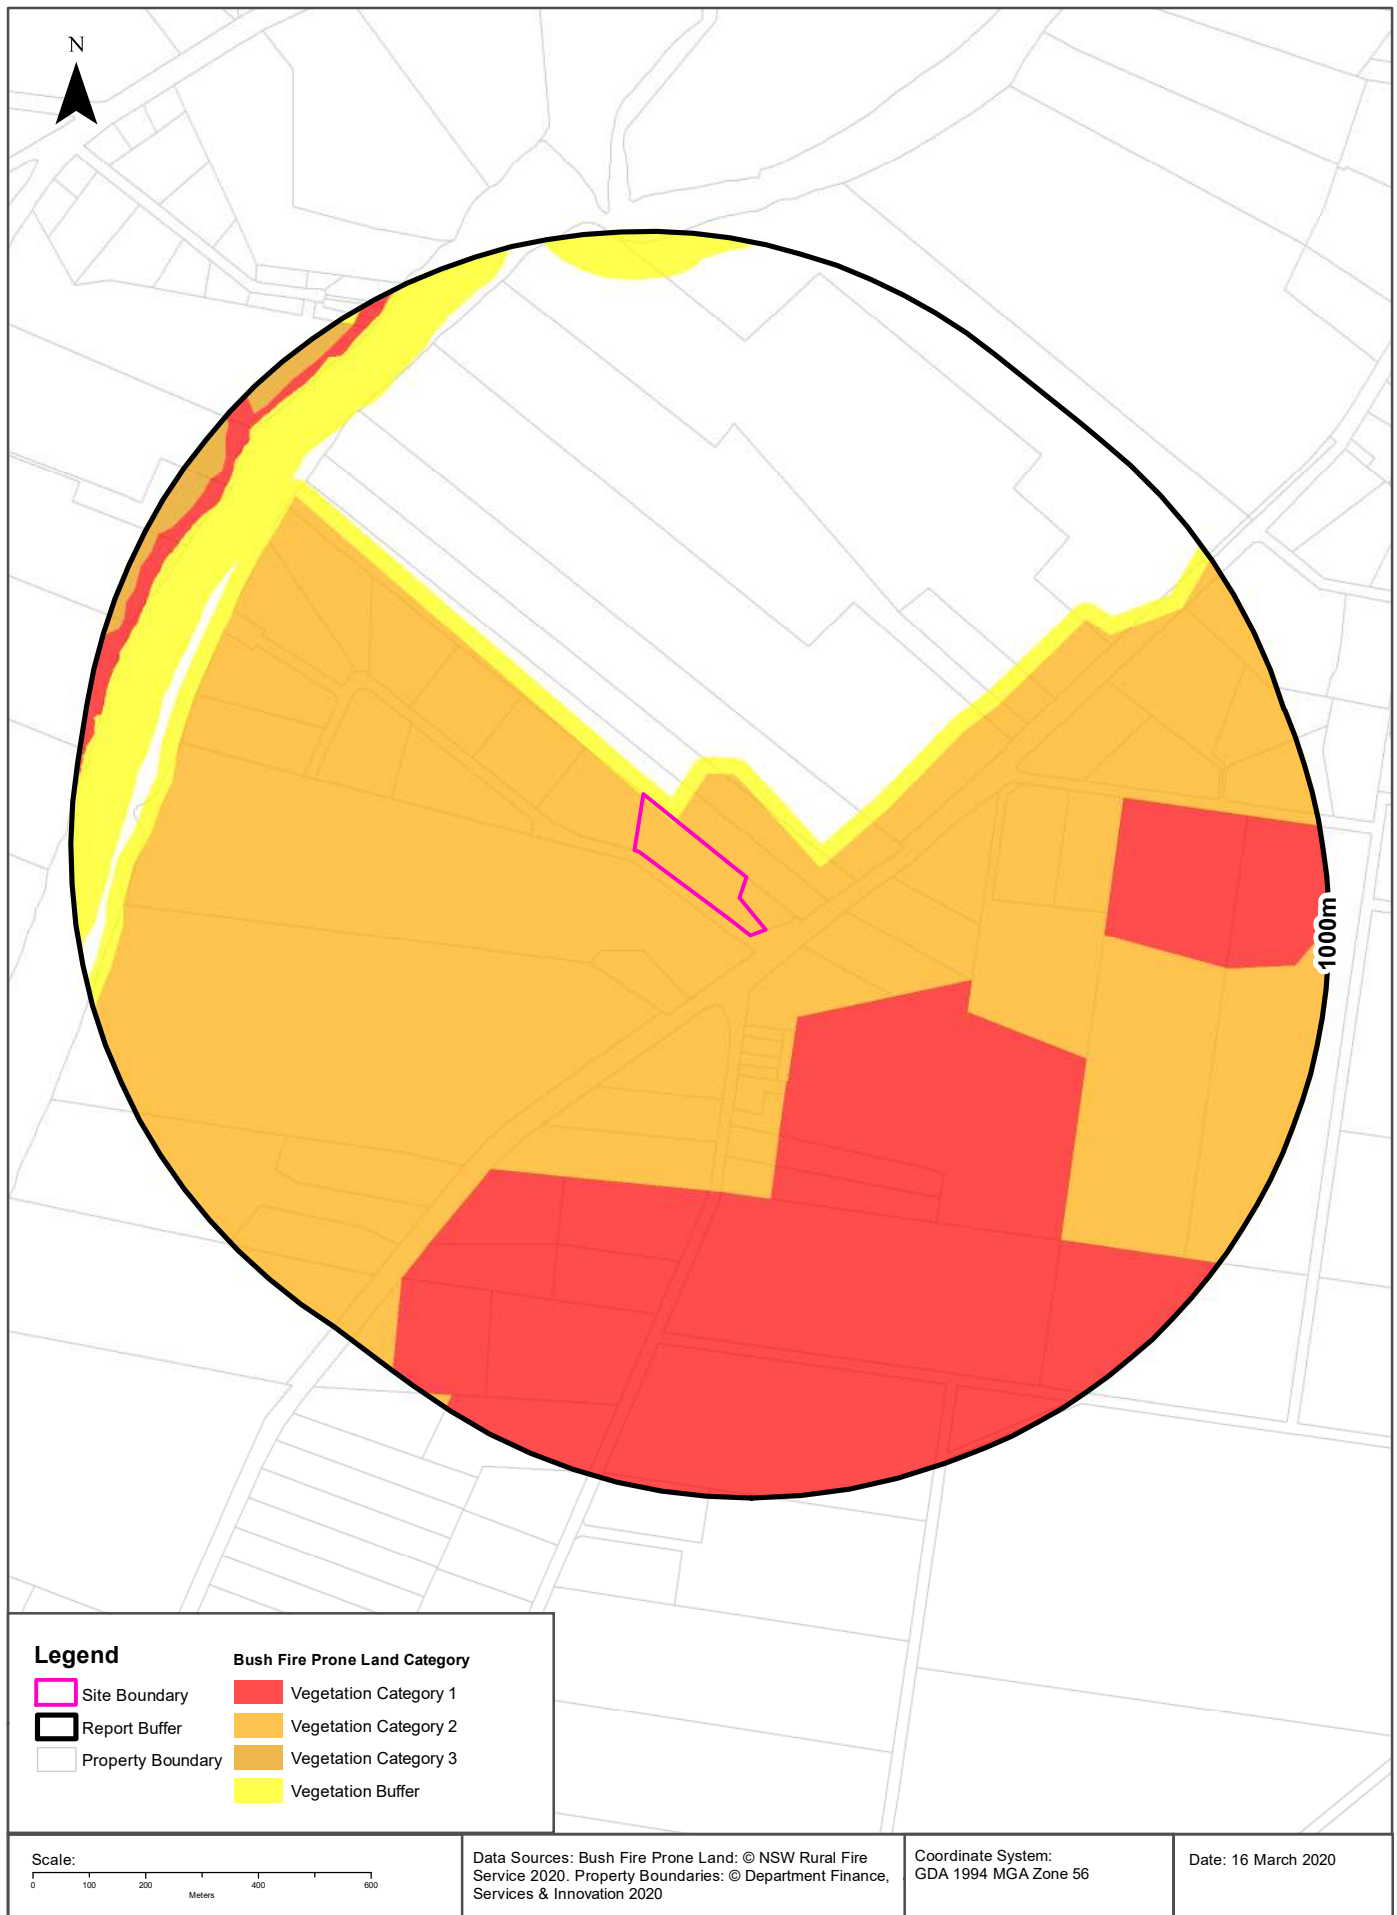 N
1000m
Legend
Site Boundary
Report Buffer
Property Boundary
Bush Fire Prone Land Category
Vegetation Category 1
Vegetation Category 2
Vegetation Category 3
Vegetation Buffer
Scale:
0 100 200 400 600
Meters
Data Sources: Bush Fire Prone Land: © NSW Rural Fire
Service 2020. Property Boundaries: © Department Finance,
Services & Innovation 2020
Coordinate System:
GDA 1994 MGA Zone 56
Date: 16 March 2020